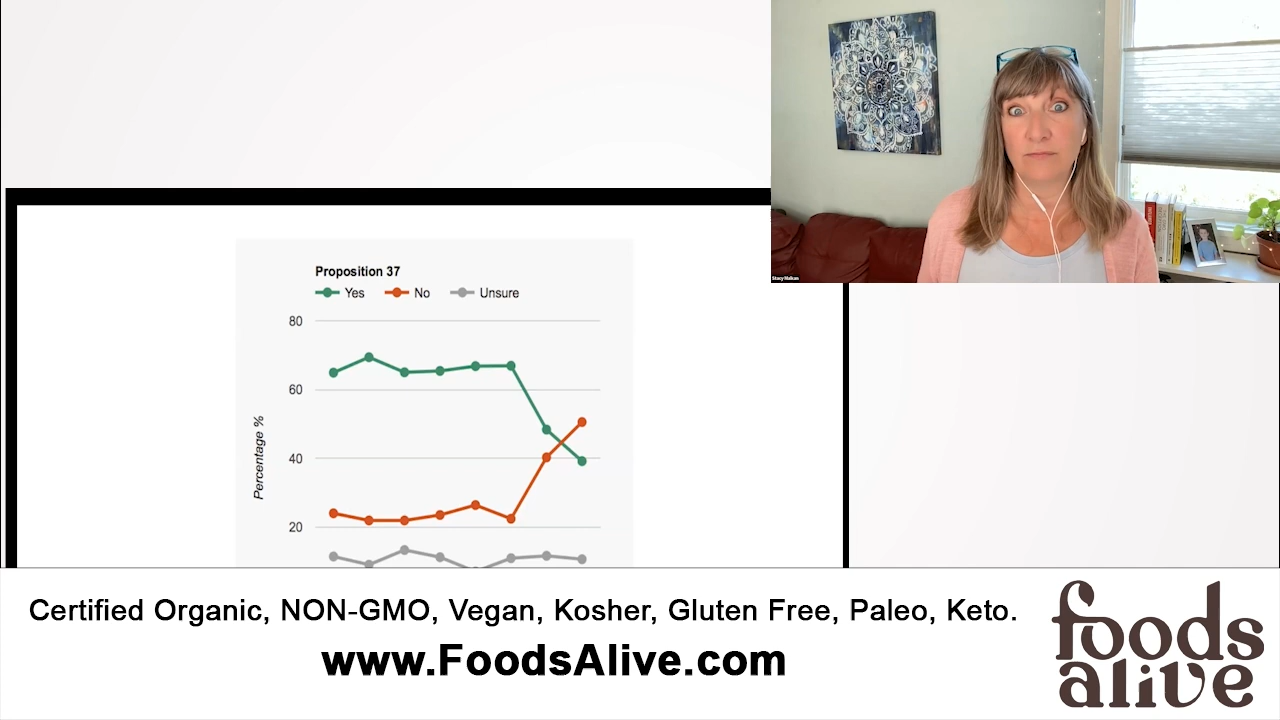 Stacy Malkan
Proposition 37
Yes No Unsure
80
60
40
20
Percentage %
Certified Organic, NON-GMO, Vegan, Kosher, Gluten Free, Paleo, Keto.
www.FoodsAlive.com
foods
alive